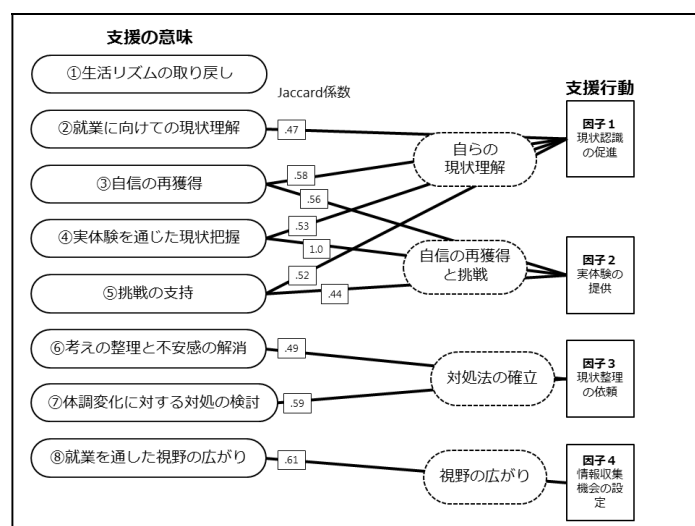 支援の意味
①生活リズムの取り戻し
Jaccard係数
支援行動
②就業に向けての現状理解
.47
因子1
現状認識
の促進
自らの
現状理解
③自信の再獲得
.58
.56
④実体験を通じた現状把握
.53
1.0
自信の再獲得
と挑戦
因子2
実体験の
提供
⑤挑戦の支持
.52
.44
⑥考えの整理と不安感の解消
.49
対処法の確立
因子3
現状整理
の依頼
⑦体調変化に対する対処の検討
.59
⑧就業を通した視野の広がり
.61
視野の広がり
因子4
情報収集
機会の設
定